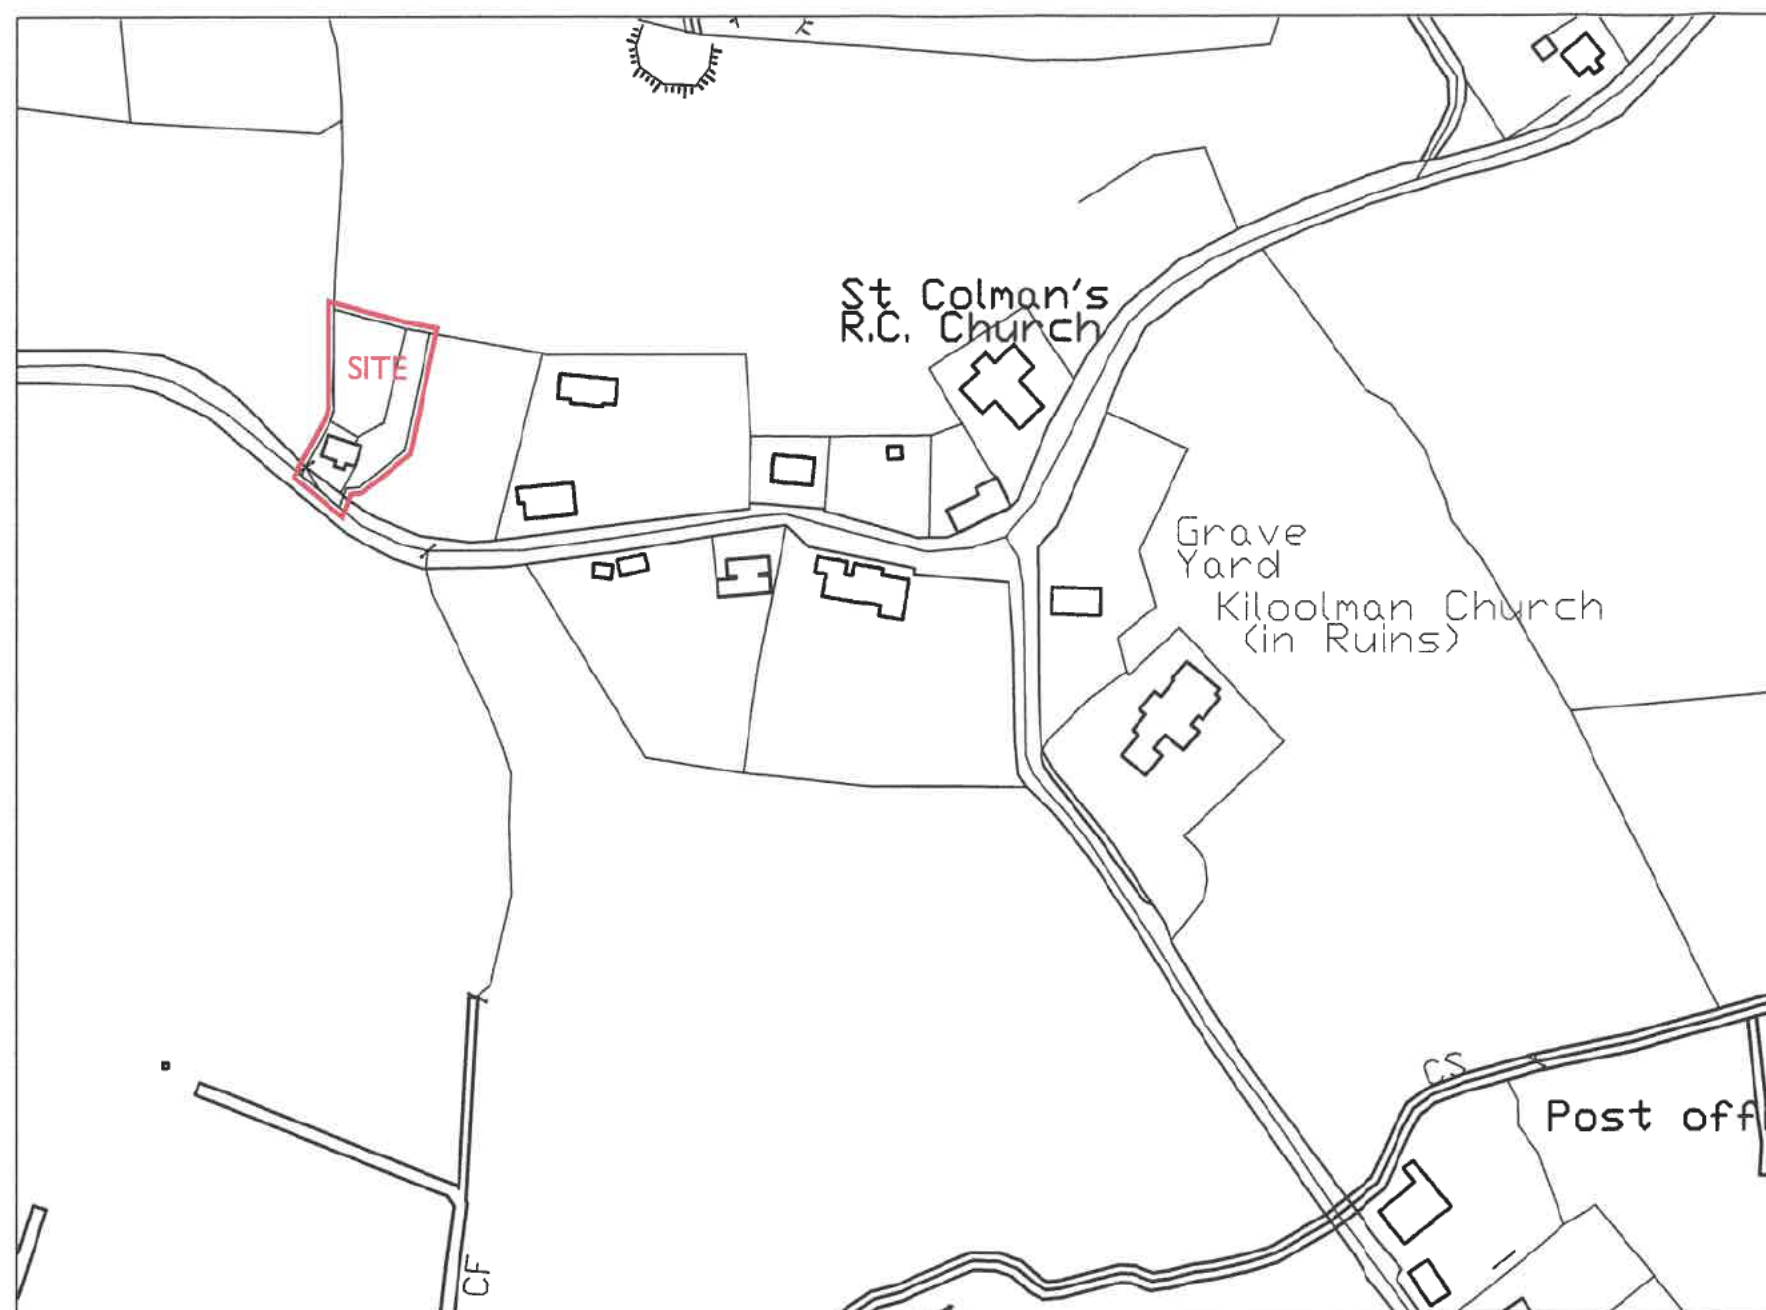 St Colman's
R.C. Church
SITE
Grave
Yard
Kiloolman Church
(in Ruins)
CS
Post off
CF